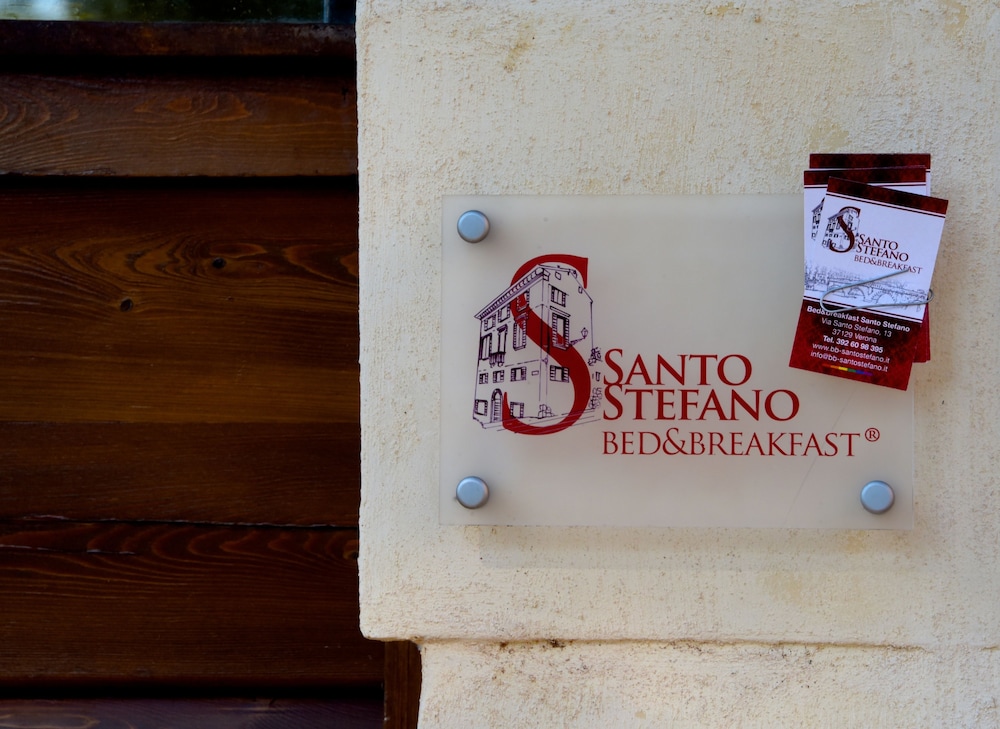 SANTO
STEFANO
BED&BREAKFAST®
SANTO
STEFANO
BED&BREAKFAST
Bed&Breakfast Santo Stefano
Via Santo Stefano, 13
37129 Verona
Tel. 392 60 98 395
www.bb-santostefano.it
info@bb-santostefano.it